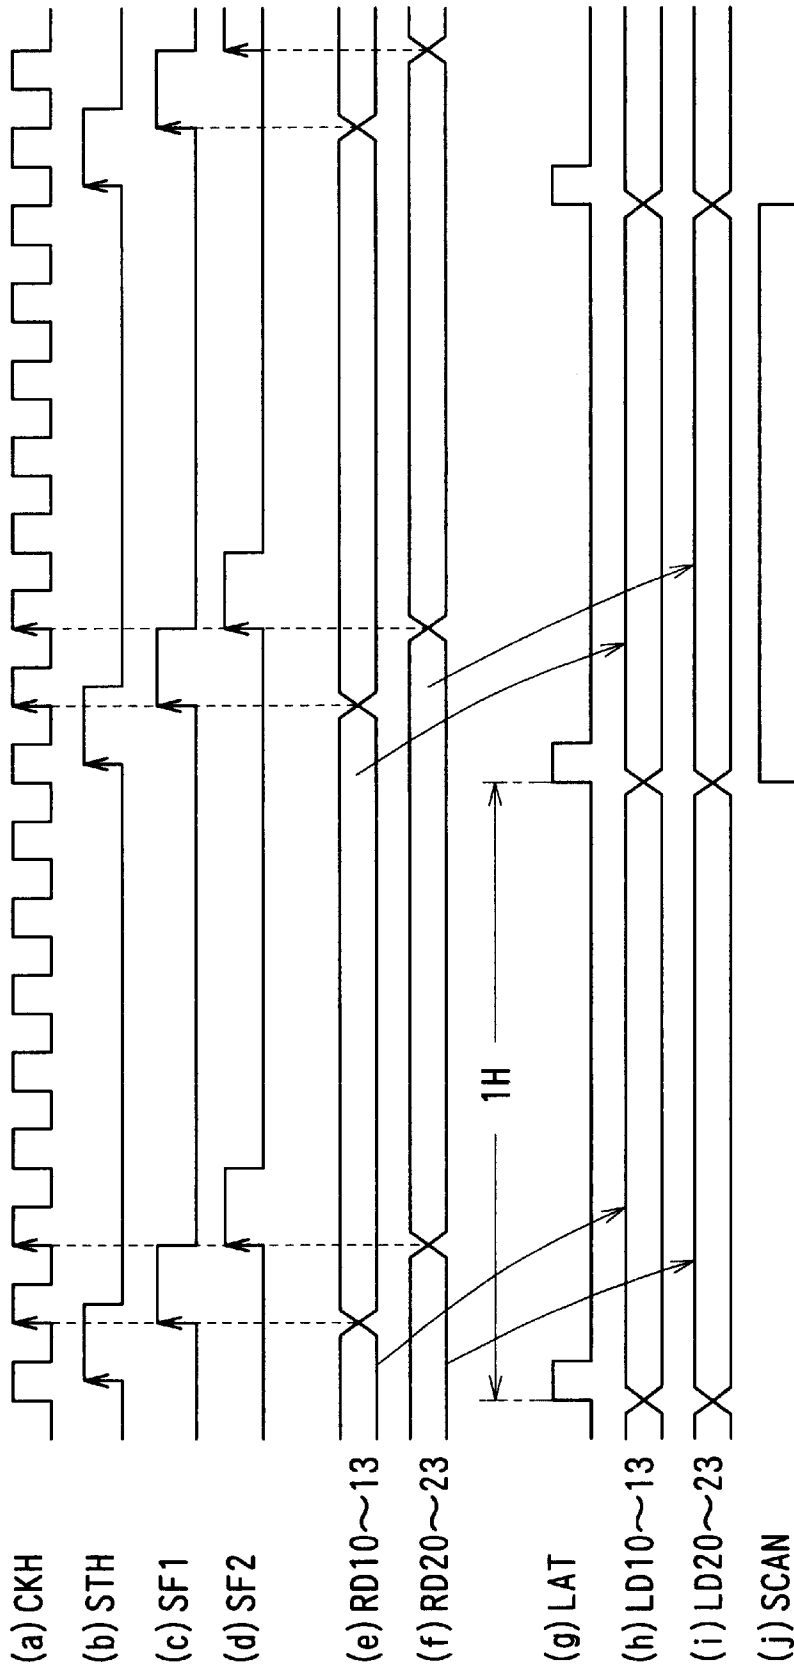 (a) CKH
(b) STH
(c) SF1
(d) SF2
(e) RD10～13
(f) RD20～23
1H
(g) LAT
(h) LD10～13
(i) LD20～23
(j) SCAN